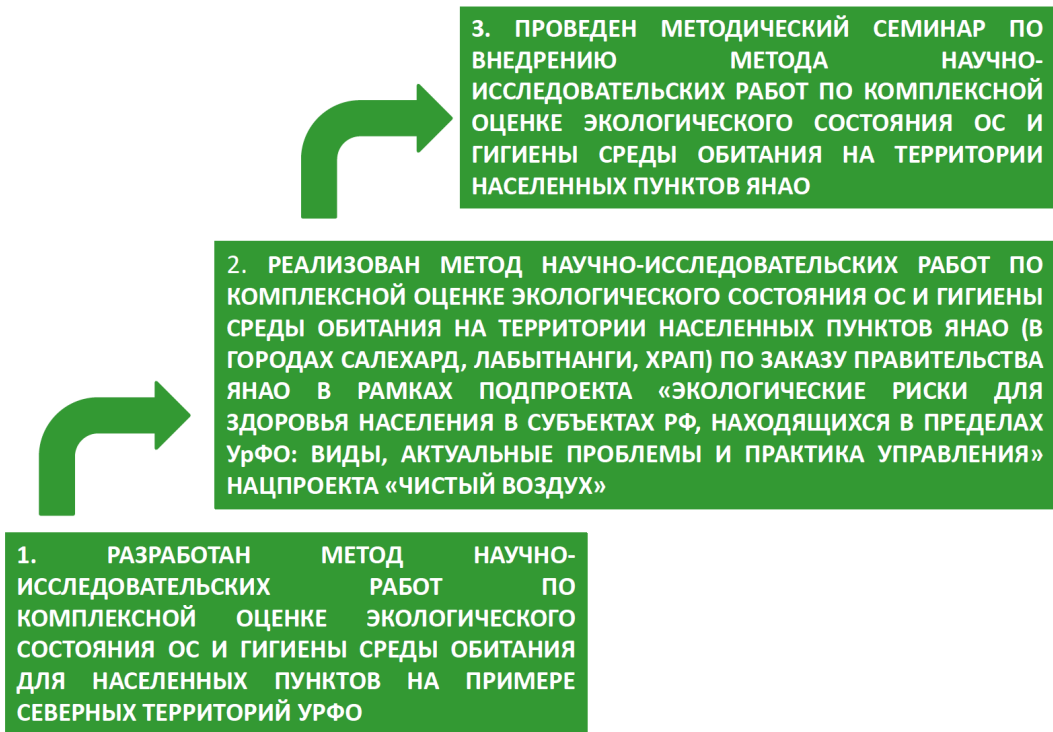 3. ПРОВЕДЕН МЕТОДИЧЕСКИЙ СЕМИНАР ПО
ВНЕДРЕНИЮ МЕТОДА НАУЧНО-
ИССЛЕДОВАТЕЛЬСКИХ РАБОТ ПО КОМПЛЕКСНОЙ
ОЦЕНКЕ ЭКОЛОГИЧЕСКОГО СОСТОЯНИЯ ОС И
ГИГИЕНЫ СРЕДЫ ОБИТАНИЯ НА ТЕРРИТОРИИ
НАСЕЛЕННЫХ ПУНКТОВ ЯНАО
2. РЕАЛИЗОВАН МЕТОД НАУЧНО-ИССЛЕДОВАТЕЛЬСКИХ РАБОТ ПО
КОМПЛЕКСНОЙ ОЦЕНКЕ ЭКОЛОГИЧЕСКОГО СОСТОЯНИЯ ОС И ГИГИЕНЫ
СРЕДЫ ОБИТАНИЯ НА ТЕРРИТОРИИ НАСЕЛЕННЫХ ПУНКТОВ ЯНАО (В
ГОРОДАХ САЛЕХАРД, ЛАБЫТНАНГИ, ХРАП) ПО ЗАКАЗУ ПРАВИТЕЛЬСТВА
ЯНАО В РАМКАХ ПОДПРОЕКТА «ЭКОЛОГИЧЕСКИЕ РИСКИ ДЛЯ
ЗДОРОВЬЯ НАСЕЛЕНИЯ В СУБЪЕКТАХ РФ, НАХОДЯЩИХСЯ В ПРЕДЕЛАХ
УрФО: ВИДЫ, АКТУАЛЬНЫЕ ПРОБЛЕМЫ И ПРАКТИКА УПРАВЛЕНИЯ»
НАЦПРОЕКТА «ЧИСТЫЙ ВОЗДУХ»
1. РАЗРАБОТАН МЕТОД НАУЧНО-
ИССЛЕДОВАТЕЛЬСКИХ РАБОТ ПО
КОМПЛЕКСНОЙ ОЦЕНКЕ ЭКОЛОГИЧЕСКОГО
СОСТОЯНИЯ ОС И ГИГИЕНЫ СРЕДЫ ОБИТАНИЯ
ДЛЯ НАСЕЛЕННЫХ ПУНКТОВ НА ПРИМЕРЕ
СЕВЕРНЫХ ТЕРРИТОРИЙ УРФО